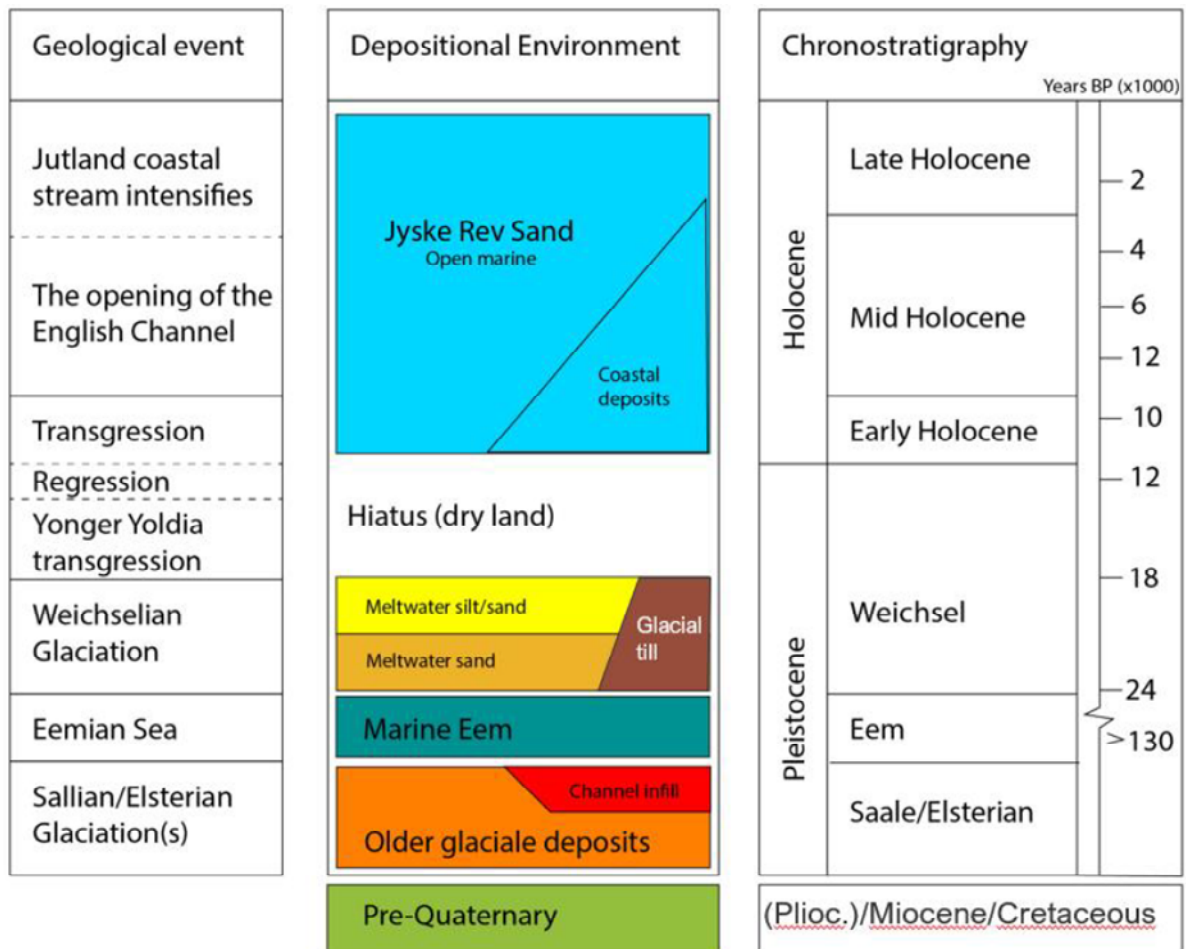 Geological event
Jutland coastal
stream intensifies
The opening of the
English Channel
Transgression
Regression
Yonger Yoldia
transgression
Weichselian
Glaciation
Eemian Sea
Sallian/Elsterian
Glaciation(s)
Depositional Environment
Jyske Rev Sand
Open marine
Coastal
deposits
Hiatus (dry land)
Meltwater silt/sand
Meltwater sand
Glacial
till
Marine Eem
Channel infill
Older glaciale deposits
Pre-Quaternary
Chronostratigraphy
Years BP (x1000)
Holocene
Late Holocene
Mid Holocene
Early Holocene
Pleistocene
Weichsel
Eem
Saale/Elsterian
2
4
6
12
10
12
18
24
>130
(Plioc.)/Miocene/Cretaceous